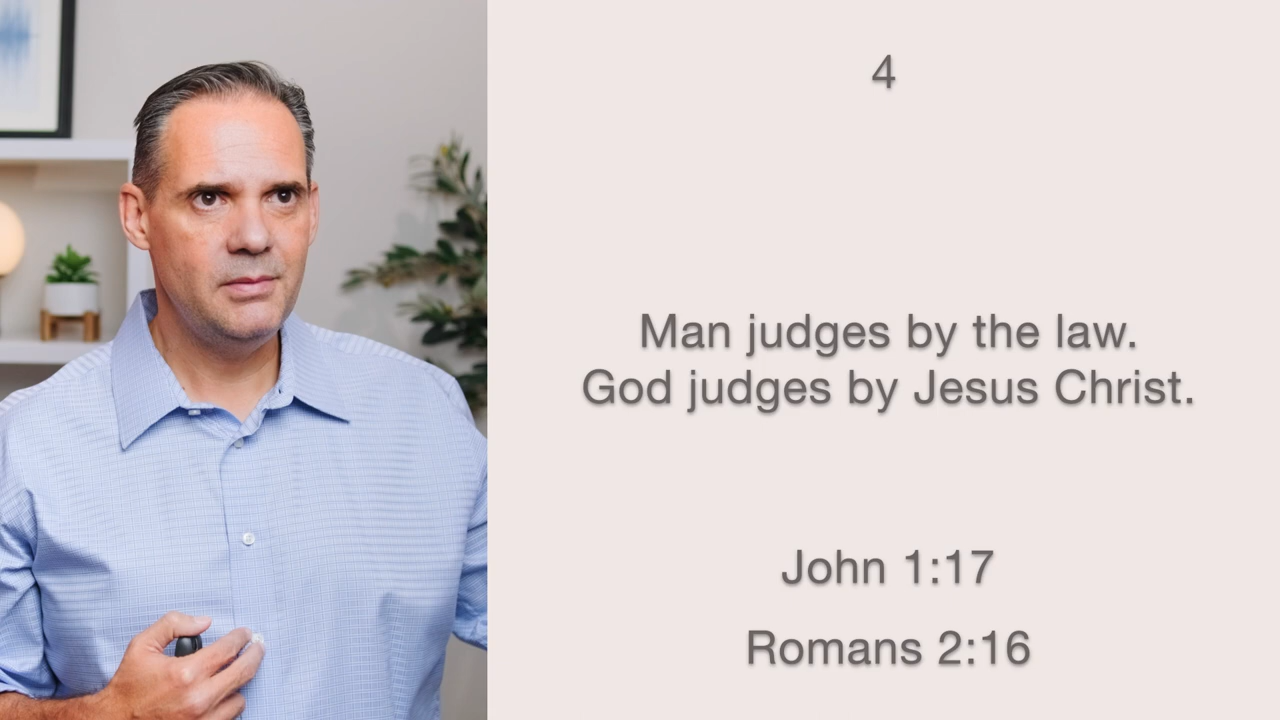 4
Man judges by the law.
God judges by Jesus Christ.
John 1:17
Romans 2:16